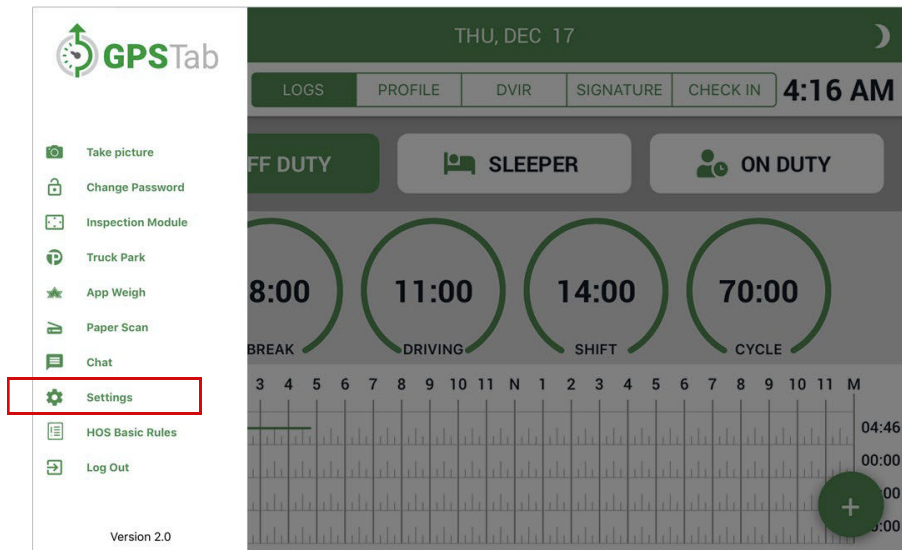 GPSTab
THU, DEC 17
LOGS PROFILE DVIR SIGNATURE CHECK IN 4:16 AM
Take picture
FF DUTY SLEEPER ON DUTY
Change Password
Inspection Module
Truck Park
App Weigh
8:00 11:00 14:00 70:00
Paper Scan
BREAK DRIVING SHIFT CYCLE
Chat
3 4 5 6 7 8 9 10 11 N 1 2 3 4 5 6 7 8 9 10 11 M
Settings
04:46
HOS Basic Rules
00:00
Log Out
:00
+
:00
Version 2.0